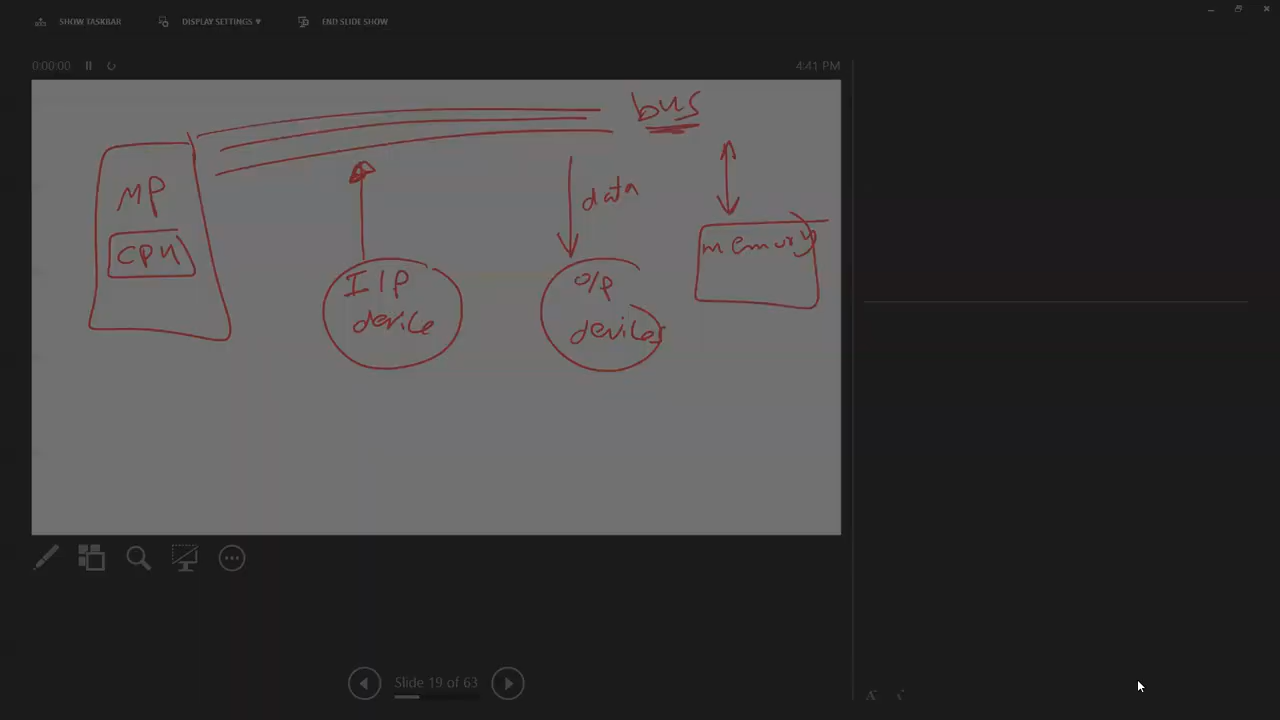 SHOW TASKBAR
DISPLAY SETTINGS ▼
END SLIDE SHOW
0:00:00
4:41 PM
bus
MP
CPU
data
memory
I/P
device
O/P
devices
Slide 19 of 63